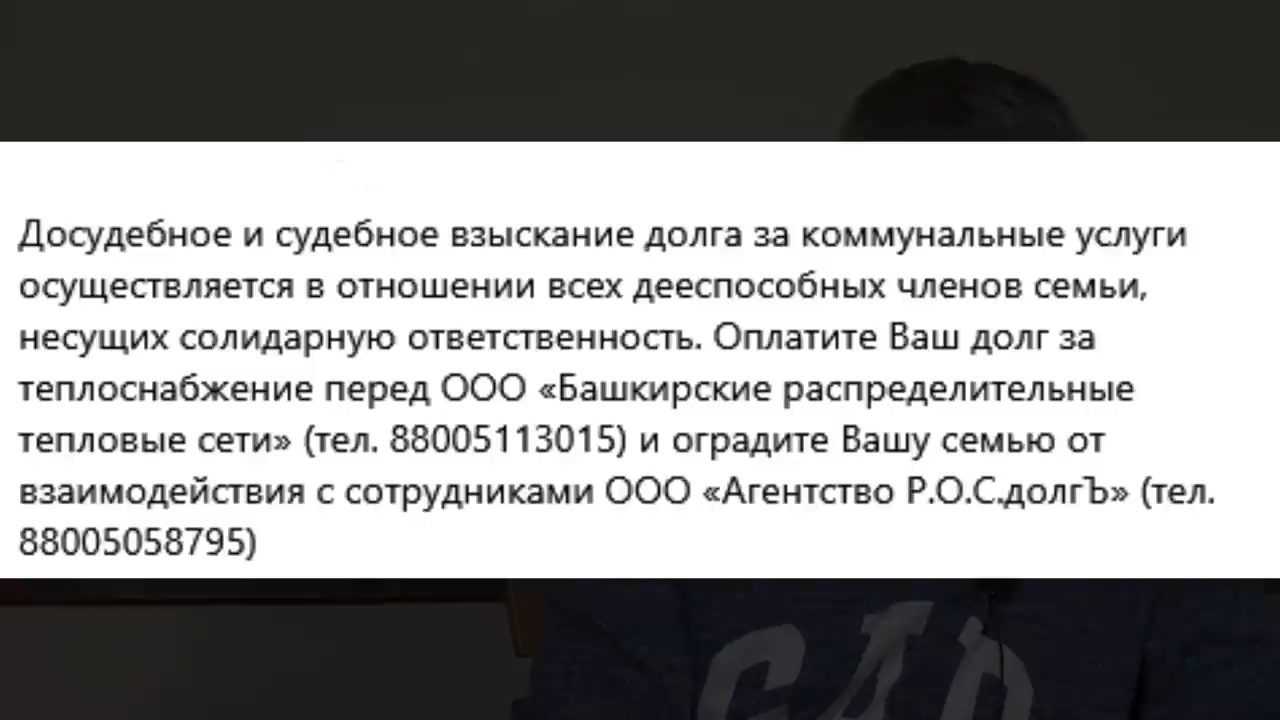 Досудебное и судебное взыскание долга за коммунальные услуги
осуществляется в отношении всех дееспособных членов семьи,
несущих солидарную ответственность. Оплатите Ваш долг за
теплоснабжение перед ООО «Башкирские распределительные
тепловые сети» (тел. 88005113015) и оградите Вашу семью от
взаимодействия с сотрудниками ООО «Агентство Р.О.С.долгЪ» (тел.
88005058795)
GAP